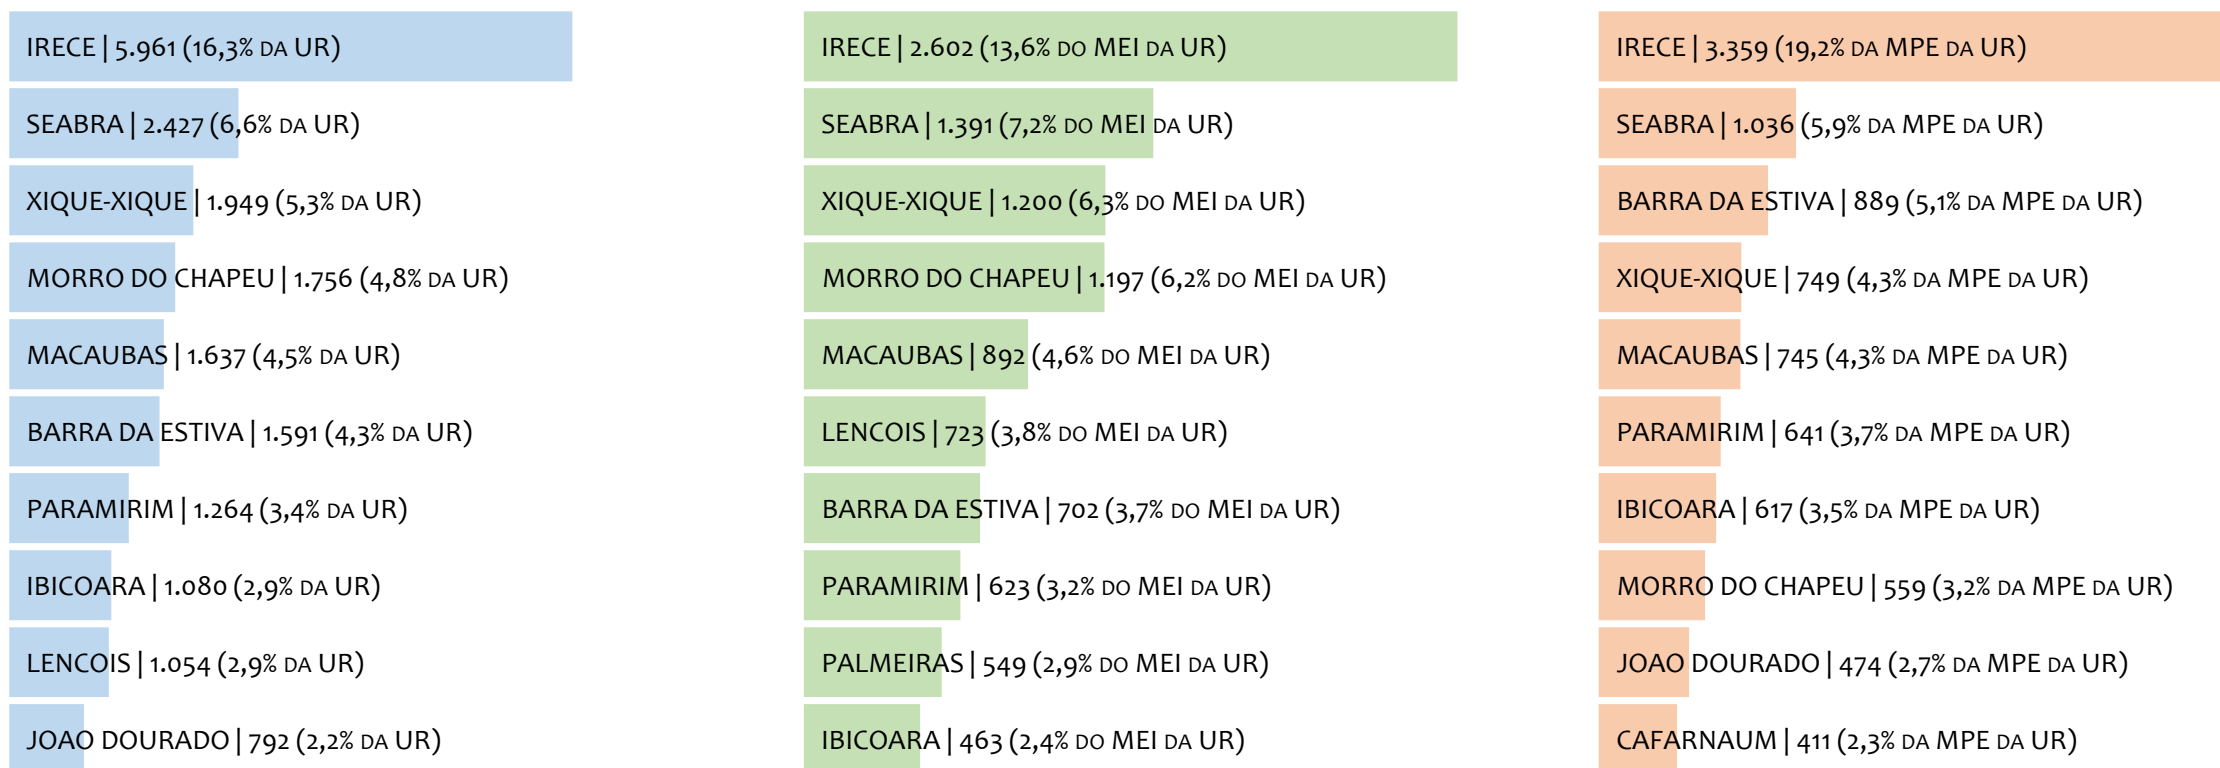 IRECE | 5.961 (16,3% DA UR)
SEABRA | 2.427 (6,6% DA UR)
XIQUE-XIQUE | 1.949 (5,3% DA UR)
MORRO DO CHAPEU | 1.756 (4,8% DA UR)
MACAUBAS | 1.637 (4,5% DA UR)
BARRA DA ESTIVA | 1.591 (4,3% DA UR)
PARAMIRIM | 1.264 (3,4% DA UR)
IBICOARA | 1.080 (2,9% DA UR)
LENCOIS | 1.054 (2,9% DA UR)
JOAO DOURADO | 792 (2,2% DA UR)
IRECE | 2.602 (13,6% DO MEI DA UR)
SEABRA | 1.391 (7,2% DO MEI DA UR)
XIQUE-XIQUE | 1.200 (6,3% DO MEI DA UR)
MORRO DO CHAPEU | 1.197 (6,2% DO MEI DA UR)
MACAUBAS | 892 (4,6% DO MEI DA UR)
LENCOIS | 723 (3,8% DO MEI DA UR)
BARRA DA ESTIVA | 702 (3,7% DO MEI DA UR)
PARAMIRIM | 623 (3,2% DO MEI DA UR)
PALMEIRAS | 549 (2,9% DO MEI DA UR)
IBICOARA | 463 (2,4% DO MEI DA UR)
IRECE | 3.359 (19,2% DA MPE DA UR)
SEABRA | 1.036 (5,9% DA MPE DA UR)
BARRA DA ESTIVA | 889 (5,1% DA MPE DA UR)
XIQUE-XIQUE | 749 (4,3% DA MPE DA UR)
MACAUBAS | 745 (4,3% DA MPE DA UR)
PARAMIRIM | 641 (3,7% DA MPE DA UR)
IBICOARA | 617 (3,5% DA MPE DA UR)
MORRO DO CHAPEU | 559 (3,2% DA MPE DA UR)
JOAO DOURADO | 474 (2,7% DA MPE DA UR)
CAFARNAUM | 411 (2,3% DA MPE DA UR)